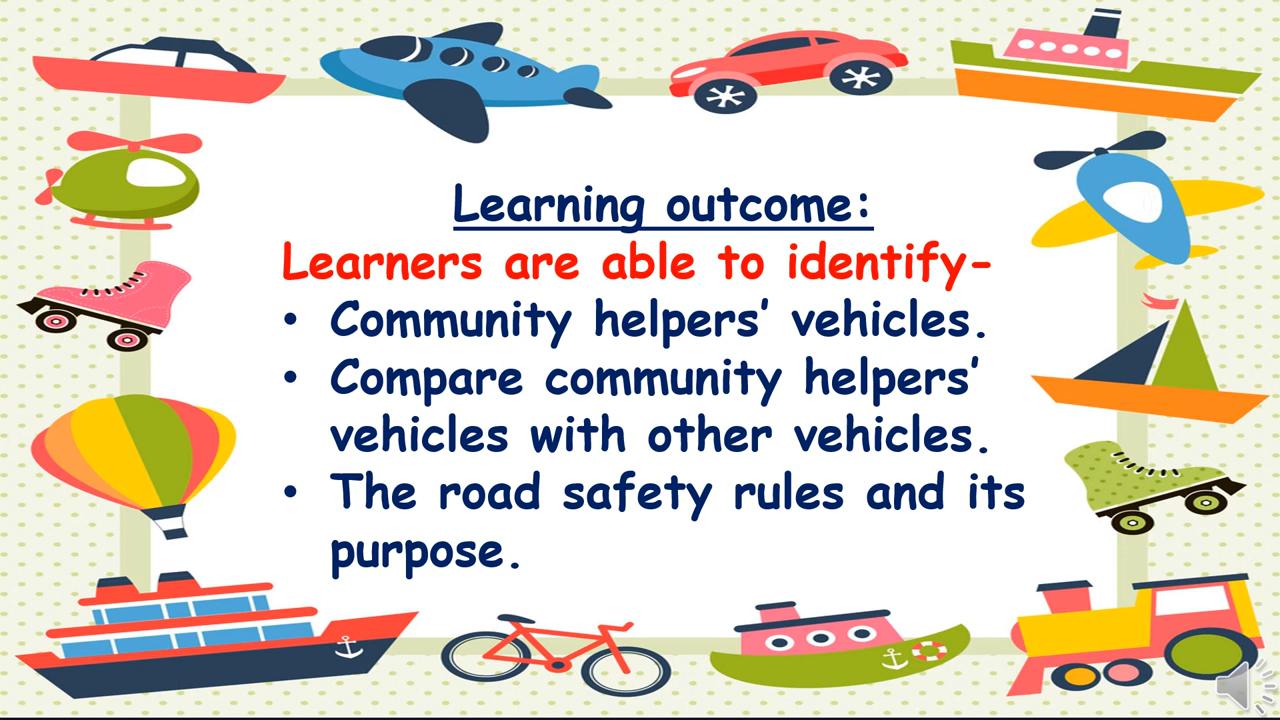 Learning outcome:
Learners are able to identify-
• Community helpers’ vehicles.
• Compare community helpers’
vehicles with other vehicles.
• The road safety rules and its
purpose.